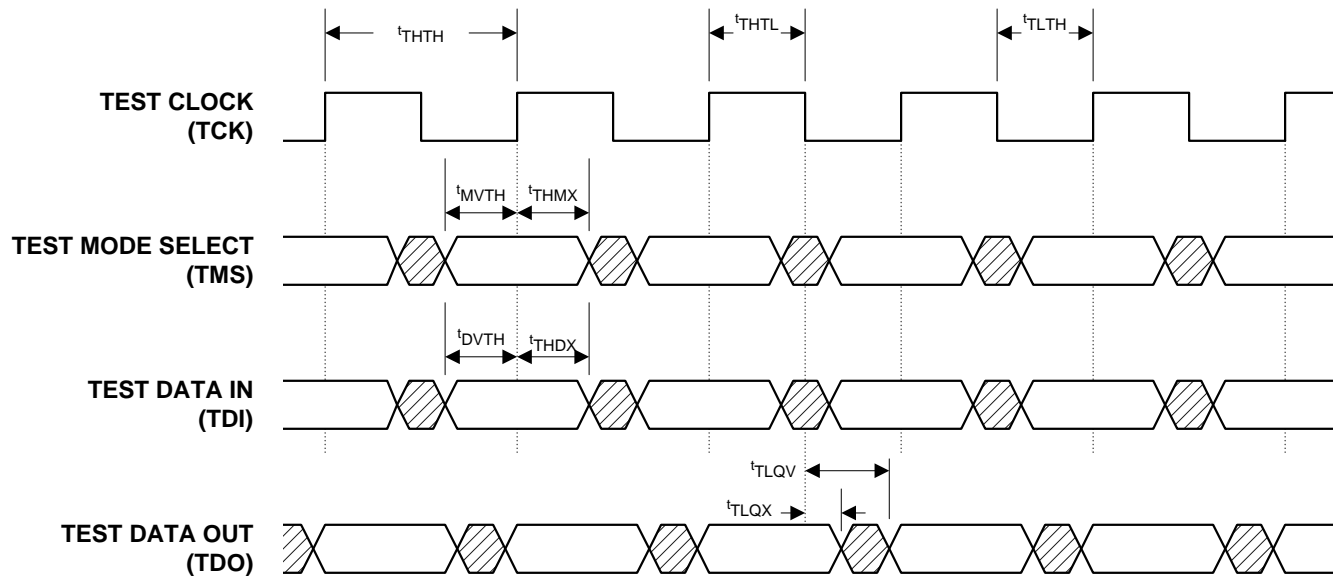 tTHTH
tTHTL
tTLTH
TEST CLOCK
(TCK)
tMVTH
tTHMX
TEST MODE SELECT
(TMS)
tDVTH
tTHDX
TEST DATA IN
(TDI)
tTLQV
tTLQX
TEST DATA OUT
(TDO)